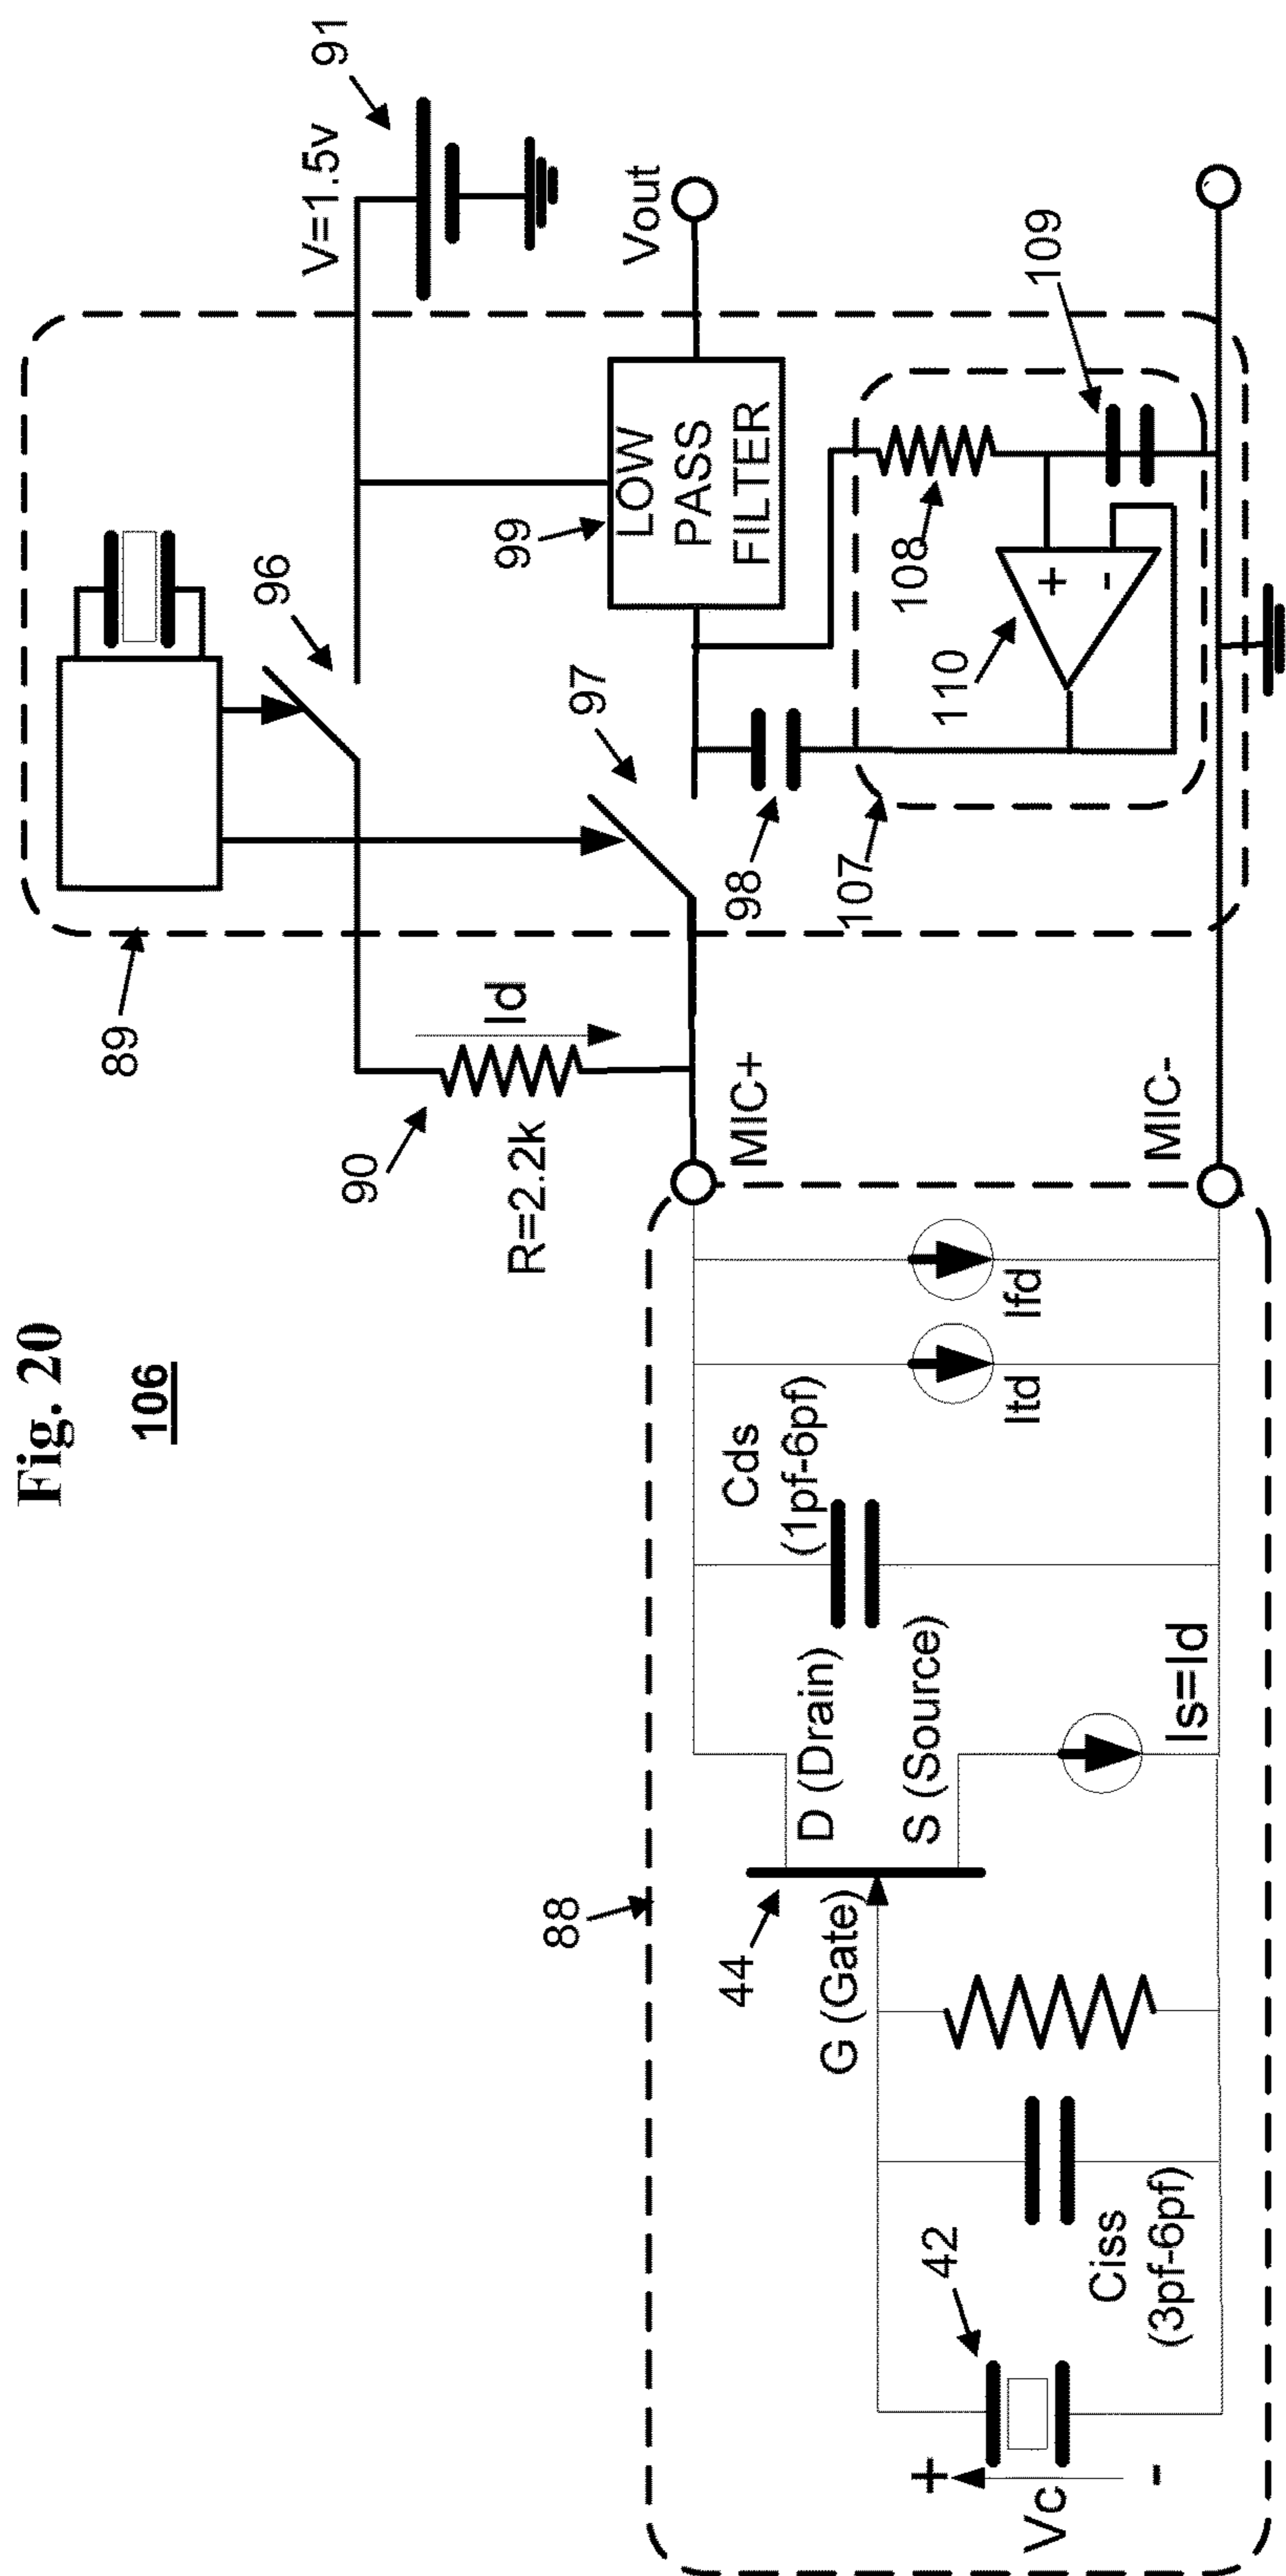 Fig. 20
106
89
96
V=1.5v
91
90
R=2.2k
Id
97
99
LOW
PASS
FILTER
Vout
98
107
108
109
110
+
-
MIC+
MIC-
88
44
D (Drain)
G (Gate)
S (Source)
Cds
(1pf-6pf)
Itd
Ifd
Is=Id
42
Ciss
(3pf-6pf)
+
Vc
-